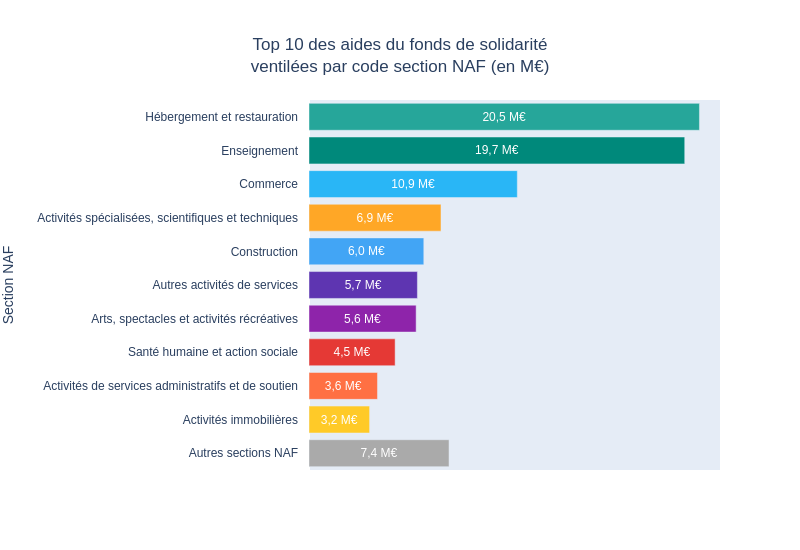 Top 10 des aides du fonds de solidarité
ventilées par code section NAF (en M€)
Section NAF
Hébergement et restauration 20,5 M€
Enseignement 19,7 M€
Commerce 10,9 M€
Activités spécialisées, scientifiques et techniques 6,9 M€
Construction 6,0 M€
Autres activités de services 5,7 M€
Arts, spectacles et activités récréatives 5,6 M€
Santé humaine et action sociale 4,5 M€
Activités de services administratifs et de soutien 3,6 M€
Activités immobilières 3,2 M€
Autres sections NAF 7,4 M€